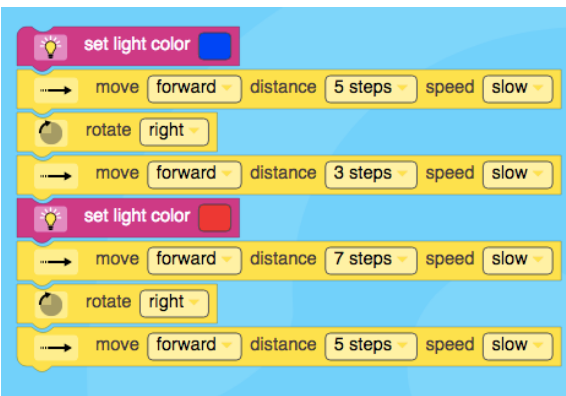 set light color
move forward distance 5 steps speed slow
rotate right
move forward distance 3 steps speed slow
set light color
move forward distance 7 steps speed slow
rotate right
move forward distance 5 steps speed slow